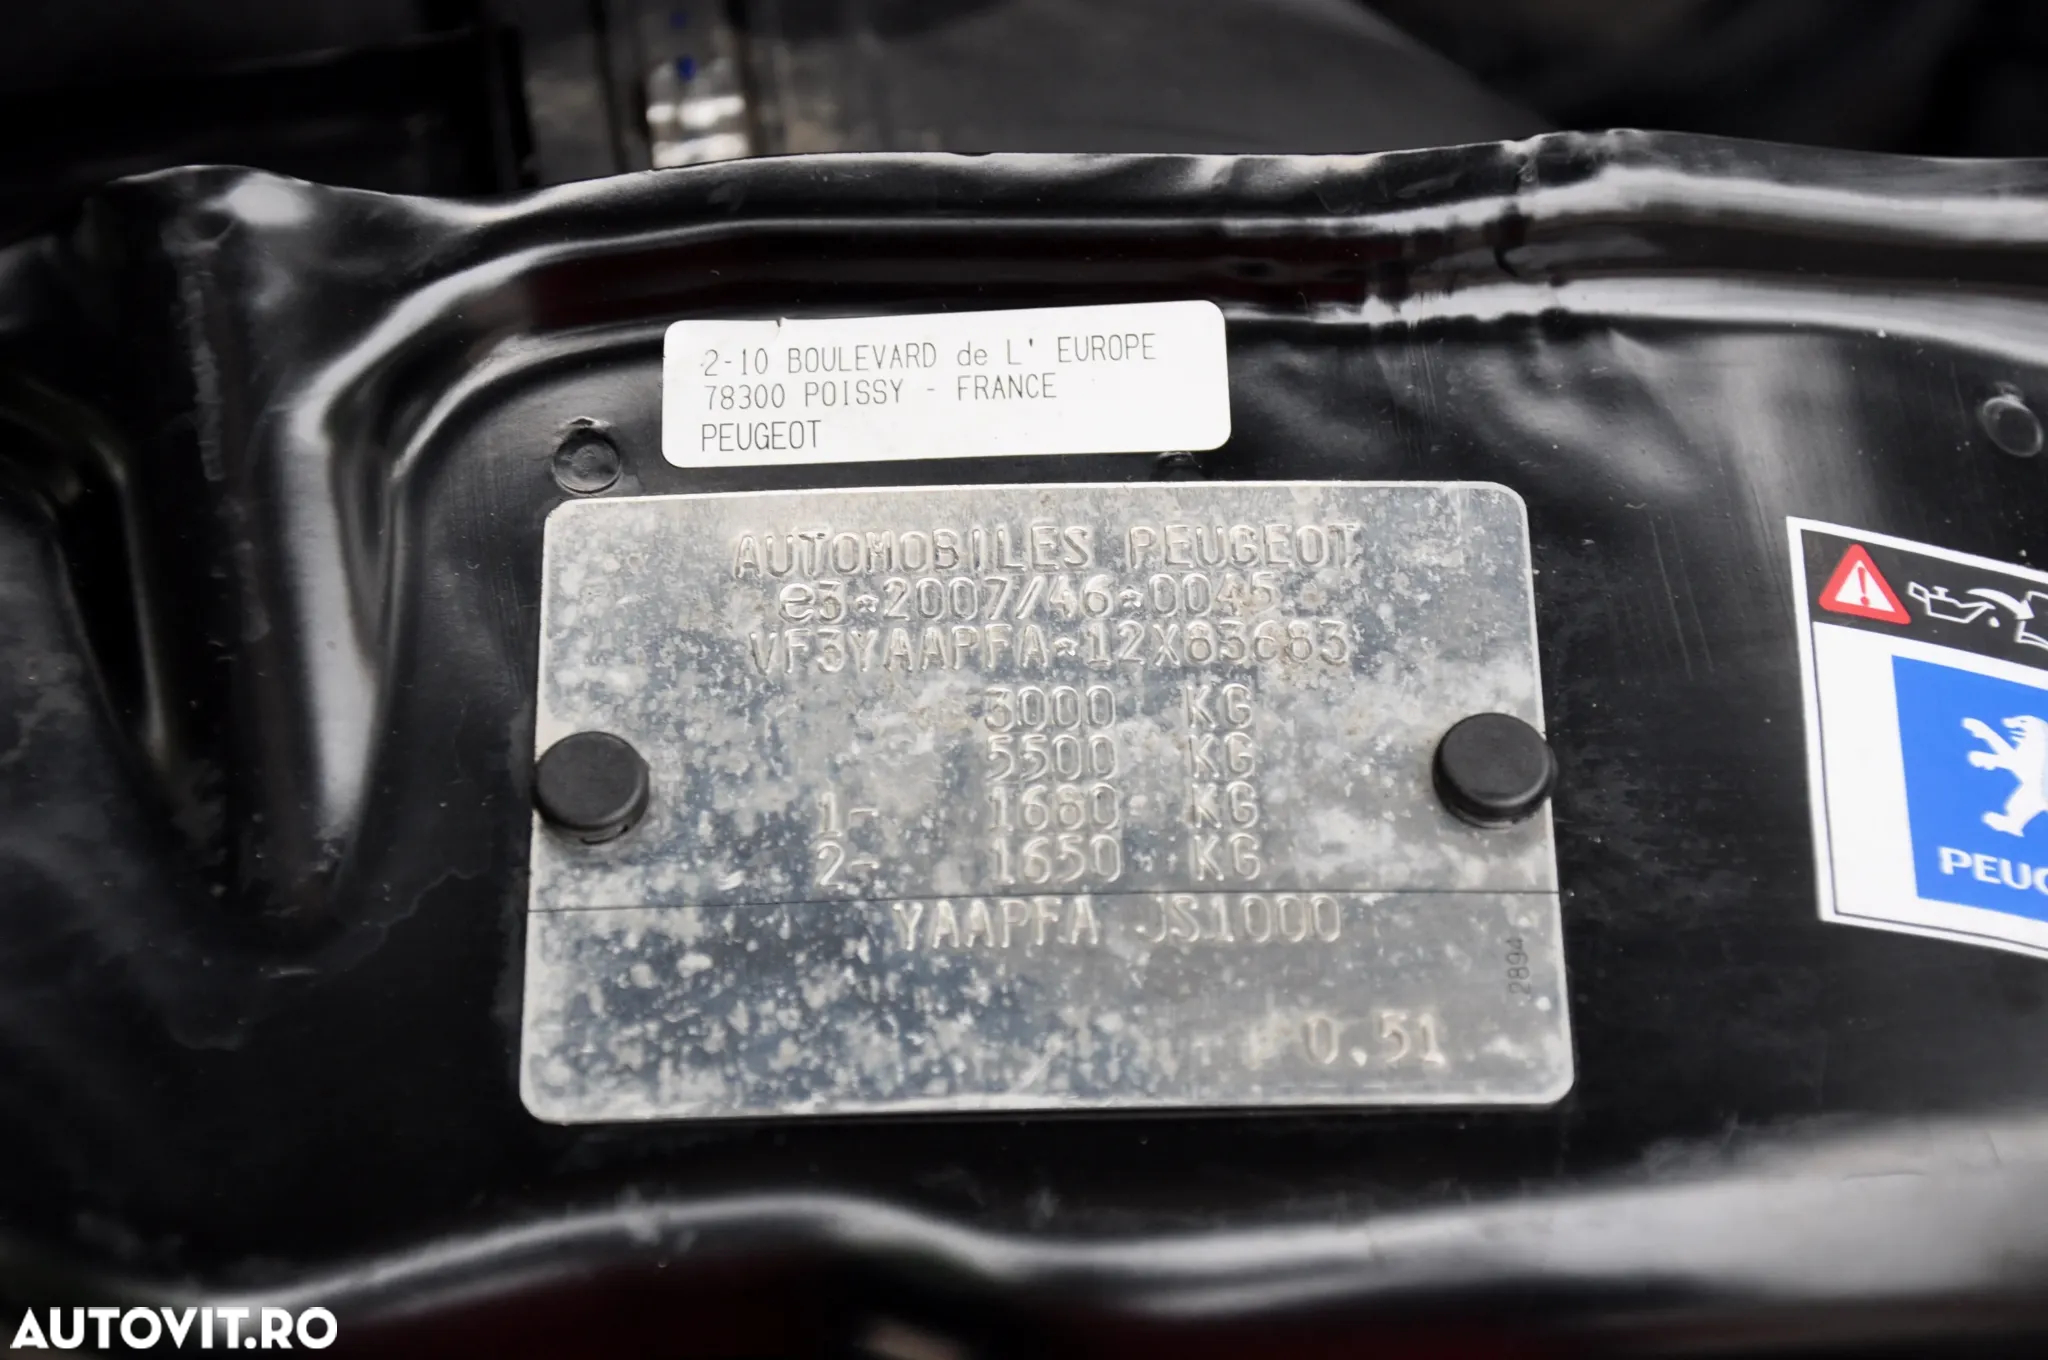 2-10 BOULEVARD de L' EUROPE
78300 POISSY - FRANCE
PEUGEOT
AUTOMOBILES PEUGEOT
e3*2007/46*0045
VF3YAAPFA*12X83683
3000 KG
5500 KG
1- 1660 KG
2- 1650 KG
YAAPFA JS1000
2894
0.51
PEUG
AUTOVIT.RO